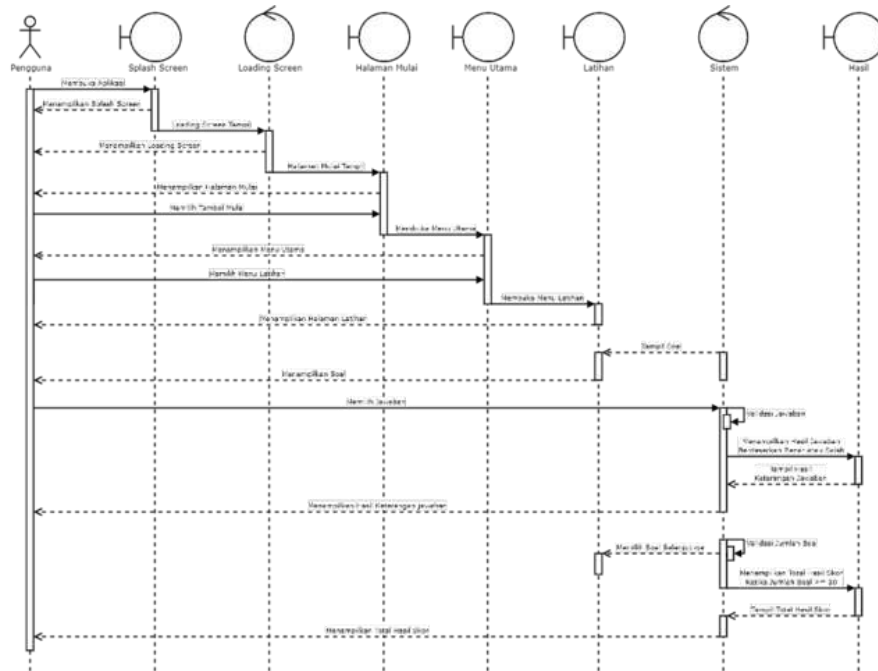 Pengguna
Splash Screen
Loading Screen
Halaman Mulai
Menu Utama
Latihan
Sistem
Hasil
Membuka Aplikasi
Menampilkan Splash Screen
Loading Screen Tampil
Menampilkan Loading Screen
Halaman Mulai Tampil
Menampilkan Halaman Mulai
Memilih Tombol Mulai
Membuka Menu Utama
Menampilkan Menu Utama
Memilih Menu Latihan
Membuka Menu Latihan
Menampilkan Halaman Latihan
Tampil Soal
Menampilkan Soal
Memilih Jawaban
Validasi Jawaban
Menampilkan Hasil Jawaban
Berdasarkan Benar atau Salah
Tampil Hasil
Keterangan Jawaban
Menampilkan Hasil Keterangan Jawaban
Validasi Jumlah Soal
Memilih Soal Selanjutnya
Menampilkan Total Hasil Skor
Ketika Jumlah Soal
Tampil Total Hasil Skor
Menampilkan Total Hasil Skor